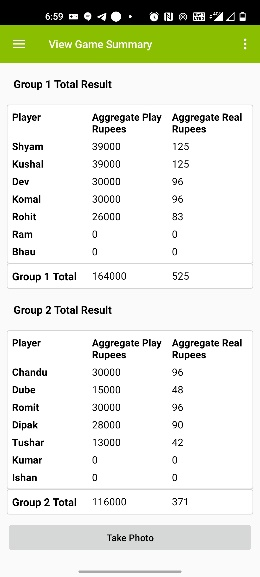 6:59
View Game Summary
Group 1 Total Result
Player Aggregate Play Rupees Aggregate Real Rupees
Shyam 39000 125
Kushal 39000 125
Dev 30000 96
Komal 30000 96
Rohit 26000 83
Ram 0 0
Bhau 0 0
Group 1 Total 164000 525
Group 2 Total Result
Player Aggregate Play Rupees Aggregate Real Rupees
Chandu 30000 96
Dube 15000 48
Romit 30000 96
Dipak 28000 90
Tushar 13000 42
Kumar 0 0
Ishan 0 0
Group 2 Total 116000 371
Take Photo